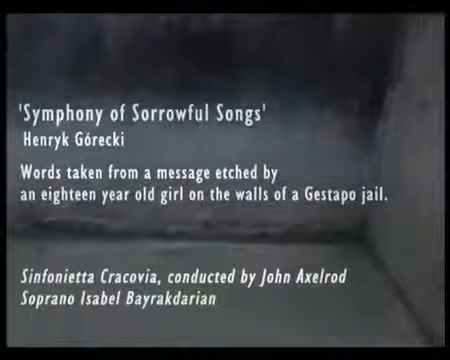 'Symphony of Sorrowful Songs'
Henryk Górecki
Words taken from a message etched by
an eighteen year old girl on the walls of a Gestapo jail.
Sinfonietta Cracovia, conducted by John Axelrod
Soprano Isabel Bayrakdarian